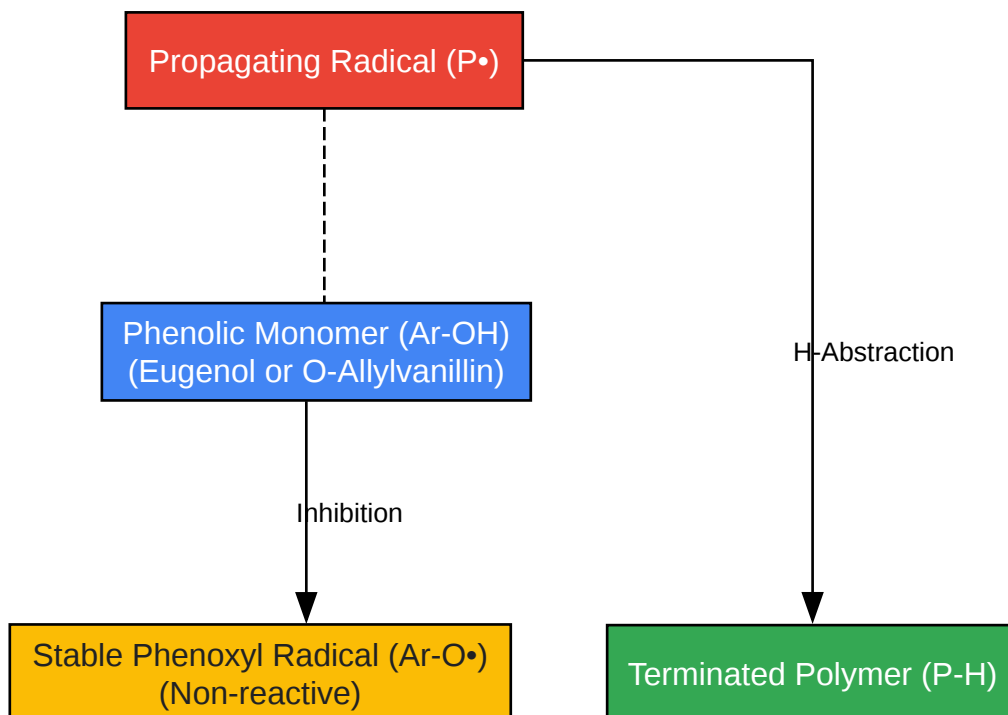 Propagating Radical (P•)
Phenolic Monomer (Ar-OH)
(Eugenol or O-Allylvanillin)
H-Abstraction
Inhibition
Stable Phenoxyl Radical (Ar-O•)
(Non-reactive)
Terminated Polymer (P-H)